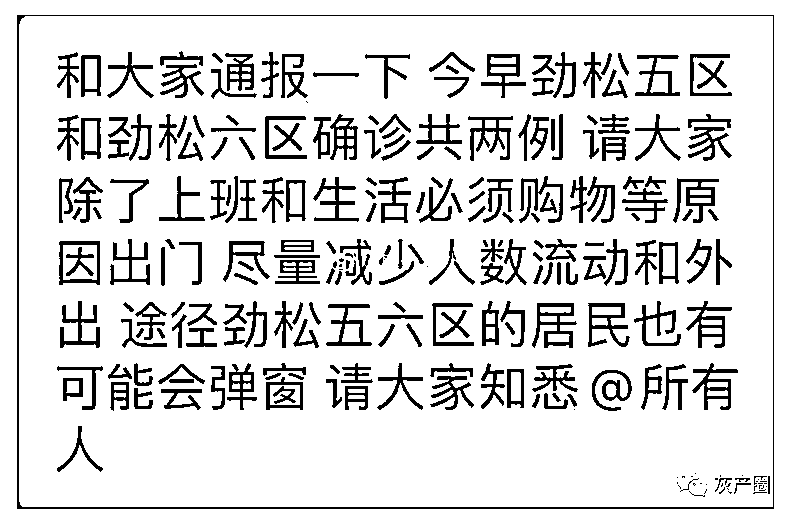 和大家通报一下 今早劲松五区
和劲松六区确诊共两例 请大家
除了上班和生活必须购物等原
因出门 尽量减少人数流动和外
出 途径劲松五六区的居民也有
可能会弹窗 请大家知悉@所有
人
灰产圈